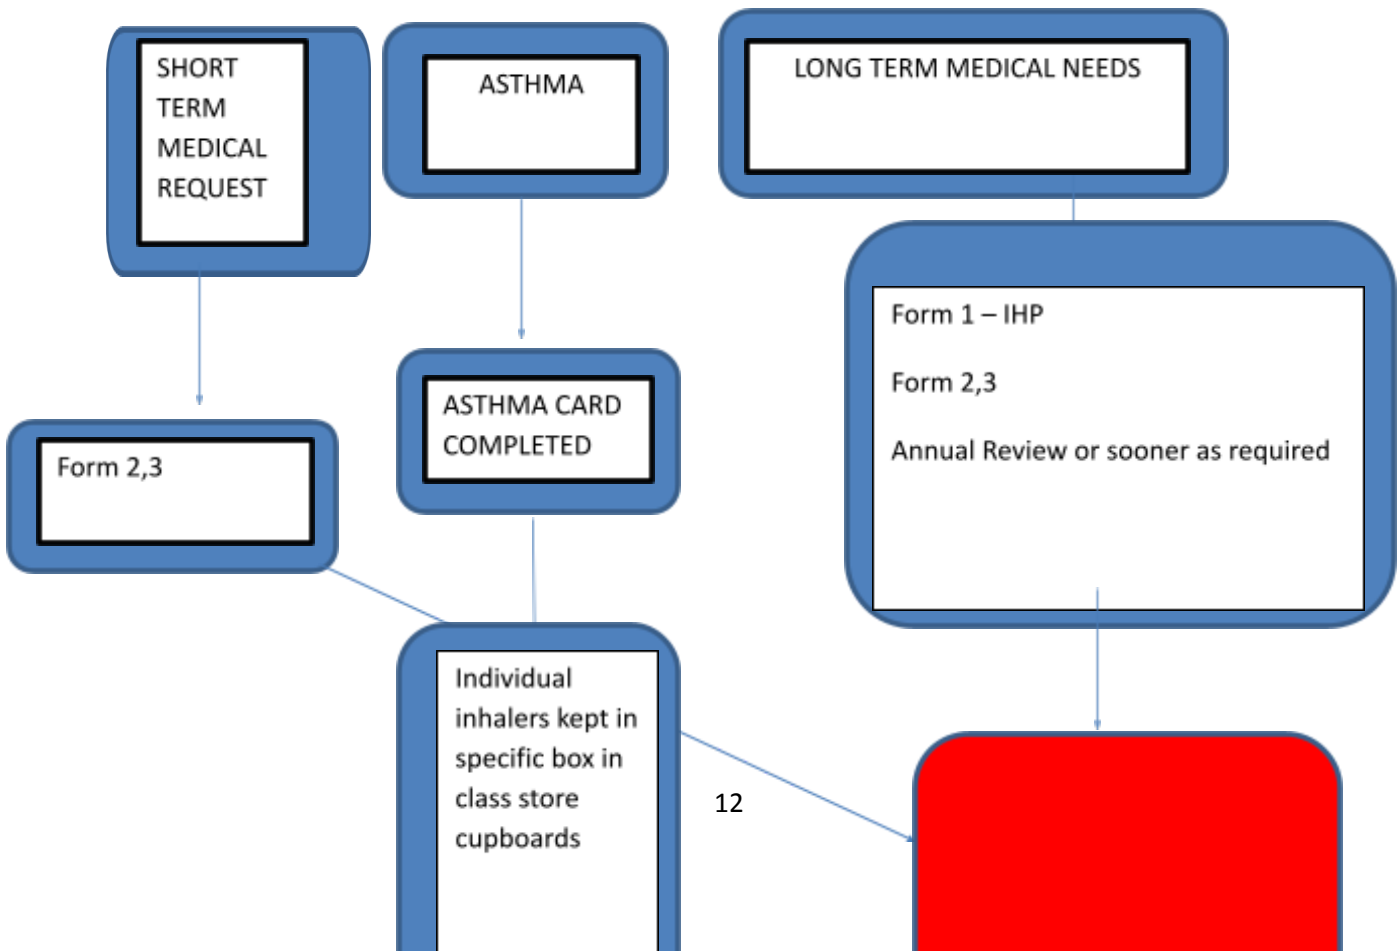 SHORT
TERM
MEDICAL
REQUEST
ASTHMA
LONG TERM MEDICAL NEEDS
Form 2,3
ASTHMA CARD
COMPLETED
Form 1 – IHP
Form 2,3
Annual Review or sooner as required
Individual
inhalers kept in
specific box in
class store
cupboards
12